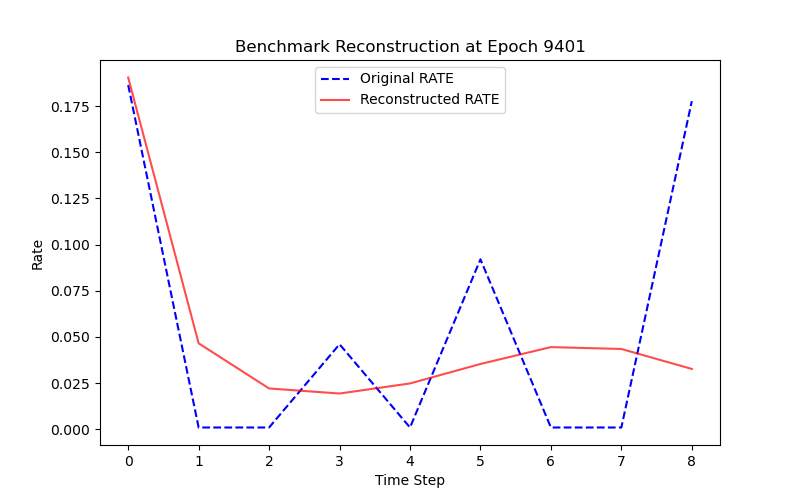 Benchmark Reconstruction at Epoch 9401
Original RATE
Reconstructed RATE
0.175
0.150
0.125
0.100
0.075
0.050
0.025
0.000
Rate
0 1 2 3 4 5 6 7 8
Time Step